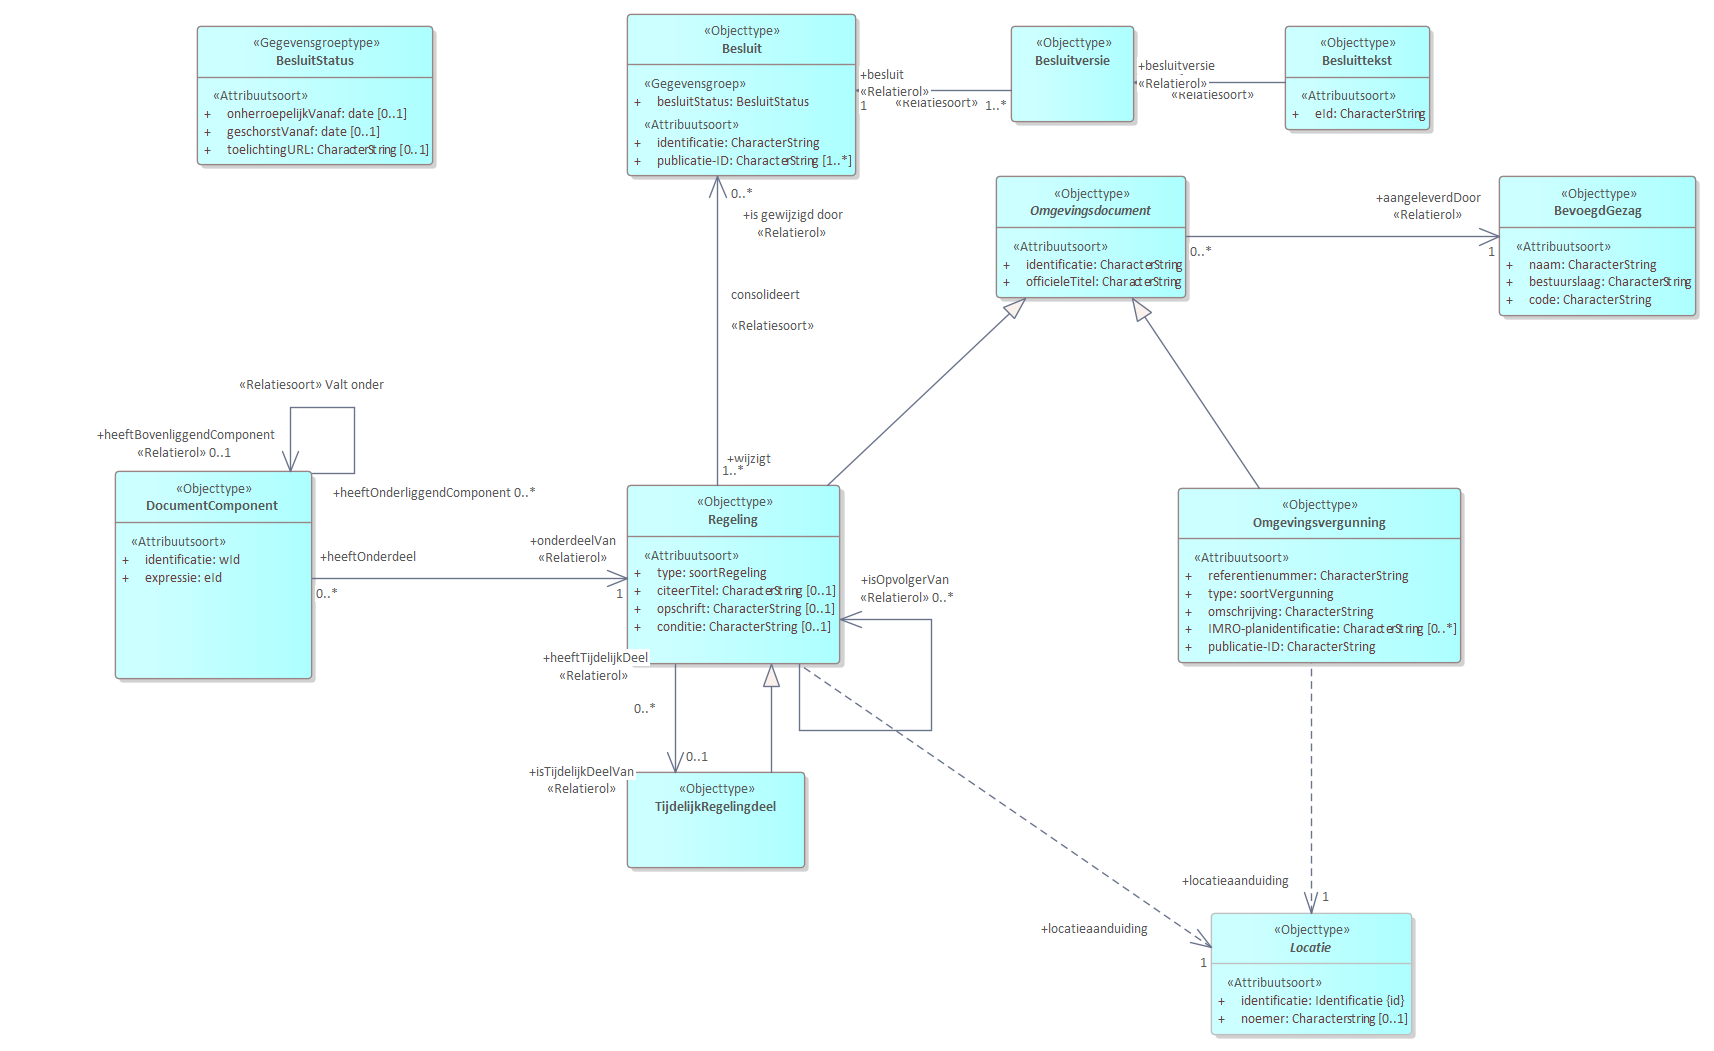 «Gegevensgroeptype»
BesluitStatus
«Attribuutsoort»
+ onherroepelijkVanaf: date [0..1]
+ geschorstVanaf: date [0..1]
+ toelichtingURL: CharacterString [0..1]
«Objecttype»
Besluit
«Gegevensgroep»
+ besluitStatus: BesluitStatus
«Attribuutsoort»
+ identificatie: CharacterString
+ publicatie-ID: CharacterString [1..*]
+besluit
«Relatierol»
1
«Relatiesoort»
1..*
«Objecttype»
Besluitversie
+besluitversie
«Relatierol»
«Relatiesoort»
«Objecttype»
Besluittekst
«Attribuutsoort»
+ eId: CharacterString
0..*
+is gewijzigd door
«Relatierol»
consolideert
«Relatiesoort»
+wijzigt
1..*
«Objecttype»
Omgevingsdocument
«Attribuutsoort»
+ identificatie: CharacterString
+ officieleTitel: CharacterString
0..*
+aangeleverdDoor
«Relatierol»
1
«Objecttype»
BevoegdGezag
«Attribuutsoort»
+ naam: CharacterString
+ bestuurslaag: CharacterString
+ code: CharacterString
«Relatiesoort» Valt onder
+heeftBovenliggendComponent
«Relatierol» 0..1
+heeftOnderliggendComponent 0..*
«Objecttype»
DocumentComponent
«Attribuutsoort»
+ identificatie: wId
+ expressie: eId
+heeftOnderdeel
0..*
+onderdeelVan
«Relatierol»
1
«Objecttype»
Regeling
«Attribuutsoort»
+ type: soortRegeling
+ citeerTitel: CharacterString [0..1]
+ opschrift: CharacterString [0..1]
+ conditie: CharacterString [0..1]
+isOpvolgerVan
«Relatierol» 0..*
+heeftTijdelijkDeel
«Relatierol»
0..*
0..1
+isTijdelijkDeelVan
«Relatierol»
«Objecttype»
TijdelijkRegelingdeel
«Objecttype»
Omgevingsvergunning
«Attribuutsoort»
+ referentienummer: CharacterString
+ type: soortVergunning
+ omschrijving: CharacterString
+ IMRO-planidentificatie: CharacterString [0..*]
+ publicatie-ID: CharacterString
+locatieaanduiding
1
+locatieaanduiding
1
«Objecttype»
Locatie
«Attribuutsoort»
+ identificatie: Identificatie {id}
+ noemer: Characterstring [0..1]